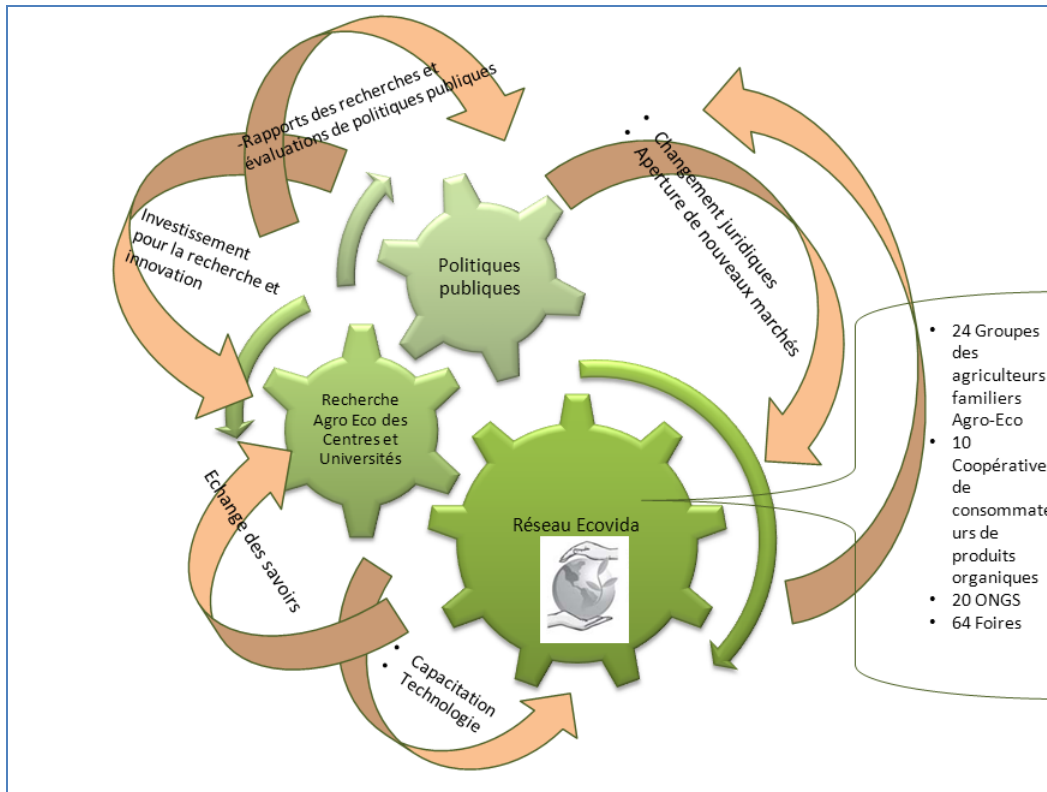 -Rapports des recherches et
évaluations de politiques publiques
• Changement juridiques
• Aperture de nouveaux marchés
Investissement
pour la recherche et
innovation
Politiques
publiques
Recherche
Agro Eco des
Centres et
Universités
Réseau Ecovida
Echange des savoirs
• Capacitation
• Technologie
• 24 Groupes
des
agriculteurs
familiers
Agro-Eco
• 10
Coopérative
de
consommate
urs de
produits
organiques
• 20 ONGS
• 64 Foires